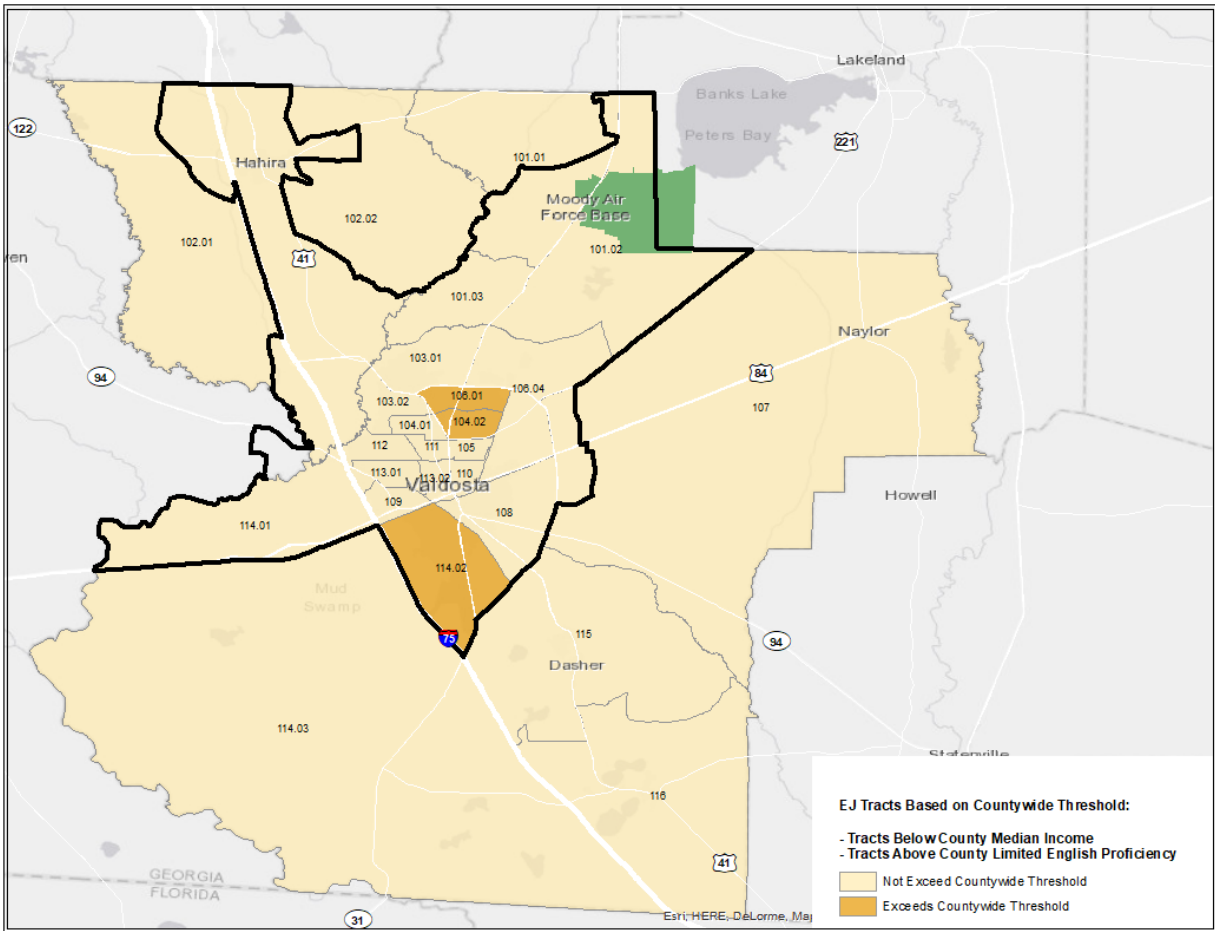 Lakeland
Banks Lake
122
Peters Bay
221
Hahira
101.01
Moody Air
Force Base
102.02
102.01
101.02
41
101.03
Naylor
103.01
94
84
106.01
106.04
103.02
107
104.01
104.02
112
111
105
113.01
113.02
110
Valdosta
Howell
109
108
114.01
114.02
Mud
Swamp
75
115
94
Dasher
114.03
Statenville
116
41
GEORGIA
FLORIDA
31
Esri, HERE, DeLorme, Map
EJ Tracts Based on Countywide Threshold:
- Tracts Below County Median Income
- Tracts Above County Limited English Proficiency
Not Exceed Countywide Threshold
Exceeds Countywide Threshold